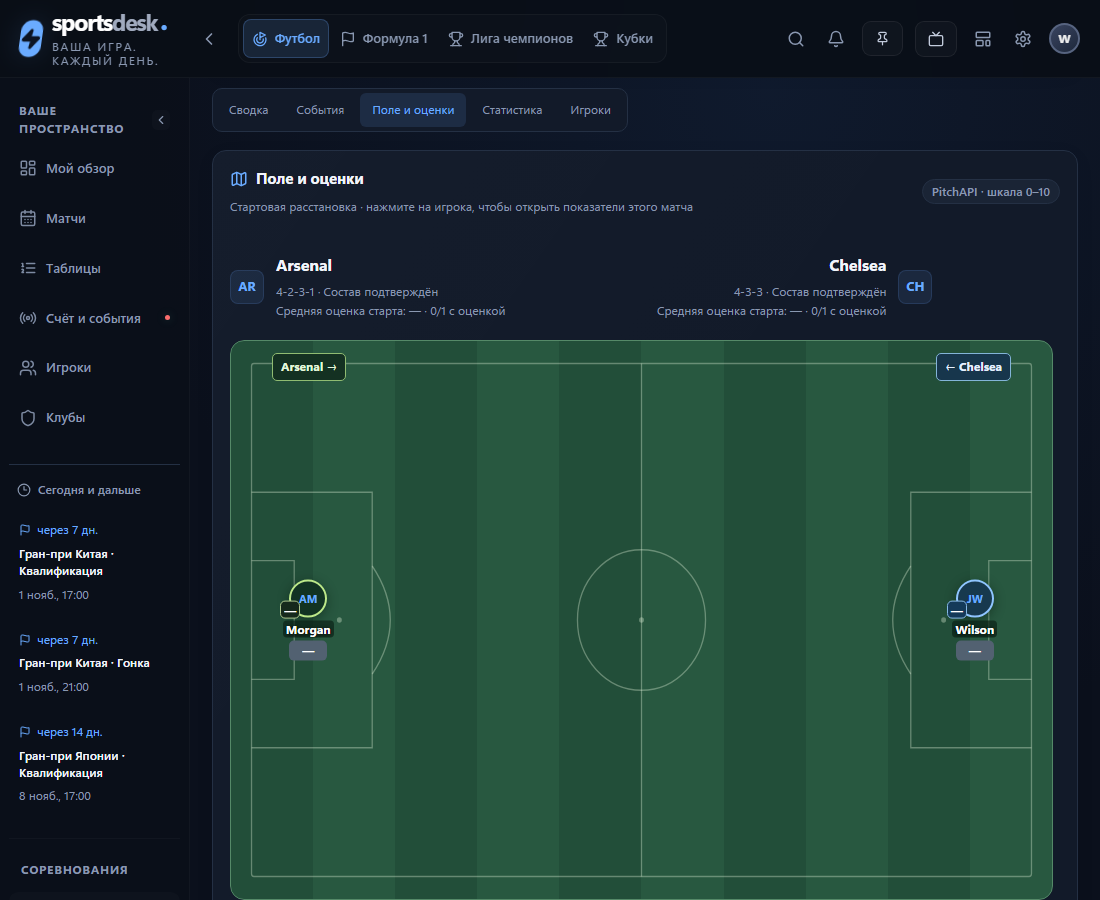 sportsdesk.
ВАША ИГРА.
КАЖДЫЙ ДЕНЬ.
Футбол
Формула 1
Лига чемпионов
Кубки
W
ВАШЕ
ПРОСТРАНСТВО
Мой обзор
Матчи
Таблицы
Счёт и события
Игроки
Клубы
Сегодня и дальше
через 7 дн.
Гран-при Китая ·
Квалификация
1 нояб., 17:00
через 7 дн.
Гран-при Китая · Гонка
1 нояб., 21:00
через 14 дн.
Гран-при Японии ·
Квалификация
8 нояб., 17:00
СОРЕВНОВАНИЯ
Сводка
События
Поле и оценки
Статистика
Игроки
Поле и оценки
Стартовая расстановка · нажмите на игрока, чтобы открыть показатели этого матча
PitchAPI · шкала 0–10
AR
Arsenal
4-2-3-1 · Состав подтверждён
Средняя оценка старта: — · 0/1 с оценкой
Chelsea
4-3-3 · Состав подтверждён
Средняя оценка старта: — · 0/1 с оценкой
CH
Arsenal →
← Chelsea
AM
—
Morgan
—
JW
—
Wilson
—